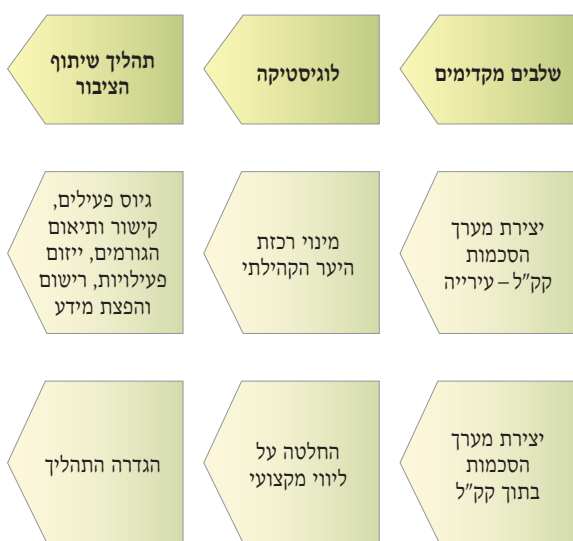 שלבים מקדימים
לוגיסטיקה
תהליך שיתוף
הציבור
יצירת מערך
הסכמות
קק"ל – עירייה
מינוי רכזת
היער הקהילתי
גיוס פעילים,
קישור ותיאום
הגורמים, ייזום
פעילויות, רישום
והפצת מידע
יצירת מערך
הסכמות
בתוך קק"ל
החלטה על
ליווי מקצועי
הגדרה התהליך